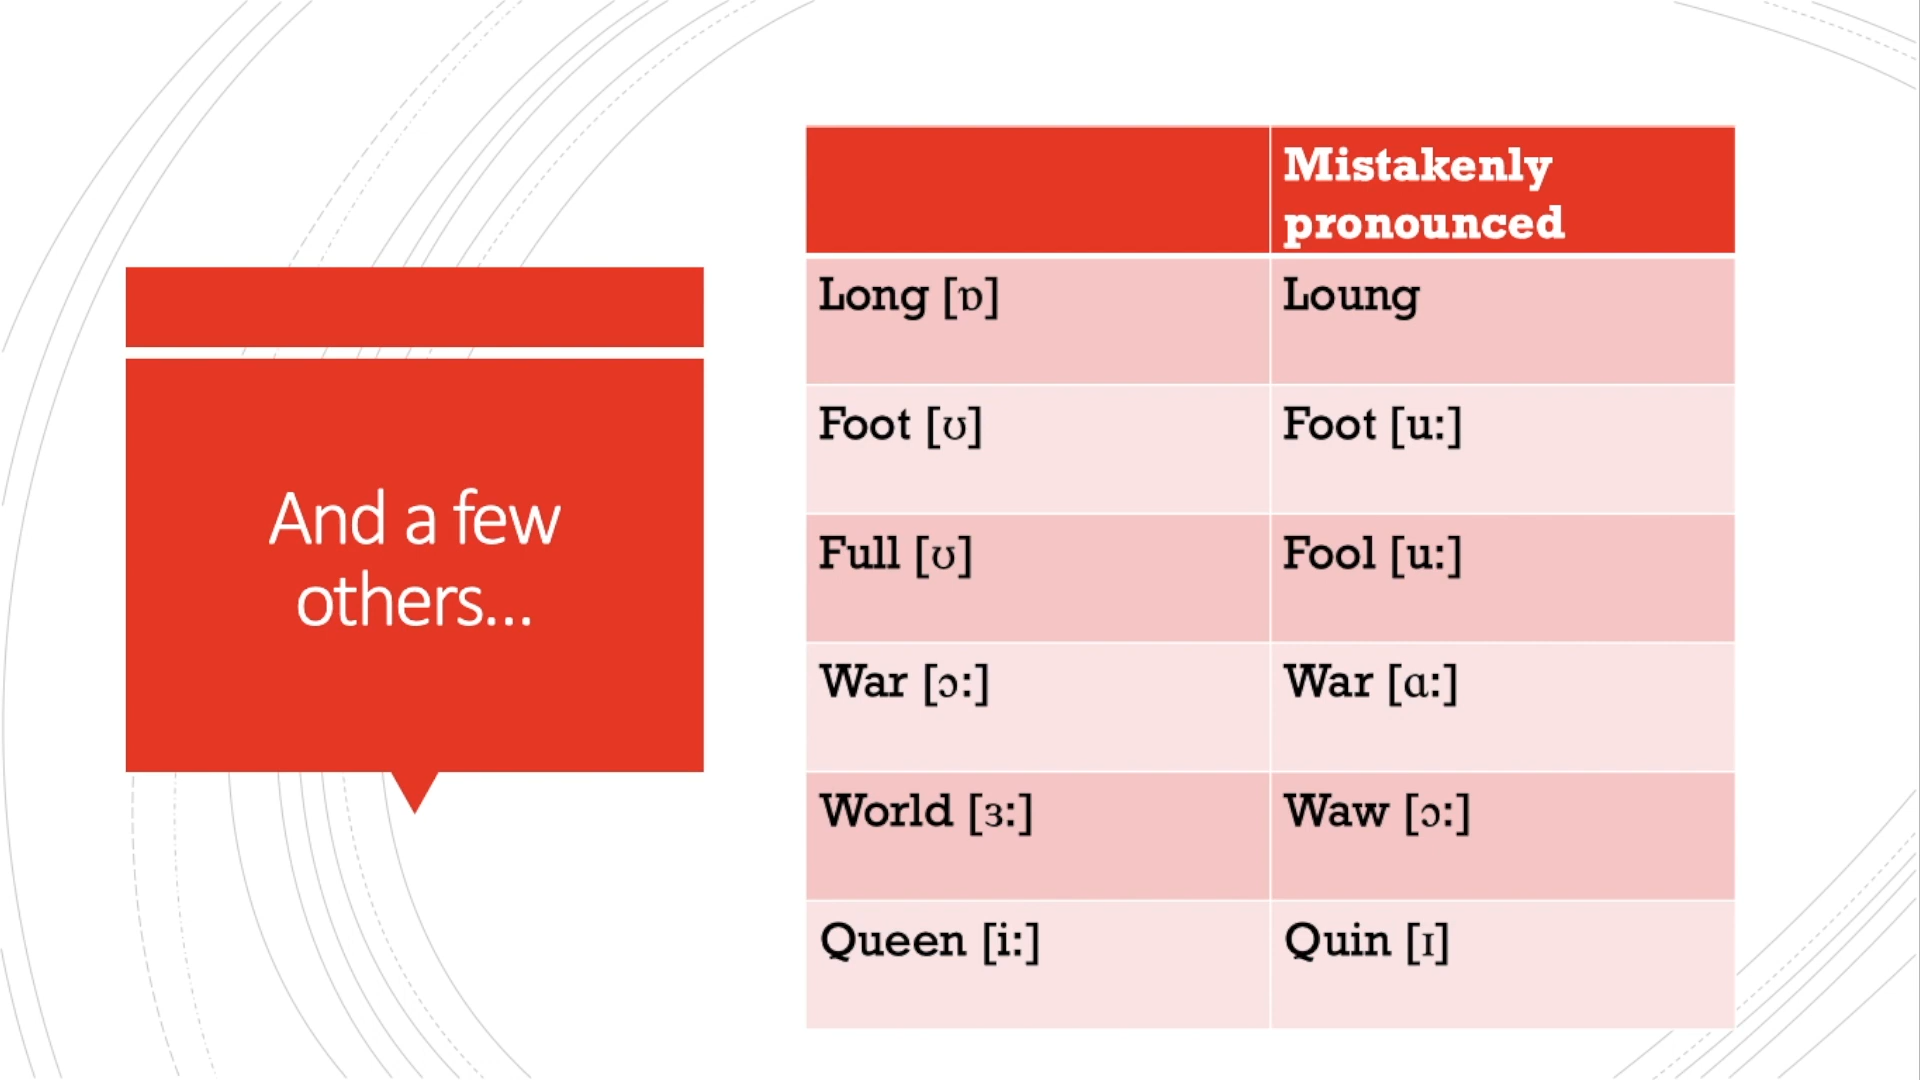 And a few
others...
Mistakenly
pronounced
Long [ɒ] Loung
Foot [ʊ] Foot [u:]
Full [ʊ] Fool [u:]
War [ɔ:] War [ɑ:]
World [ɜ:] Waw [ɔ:]
Queen [i:] Quin [ɪ]